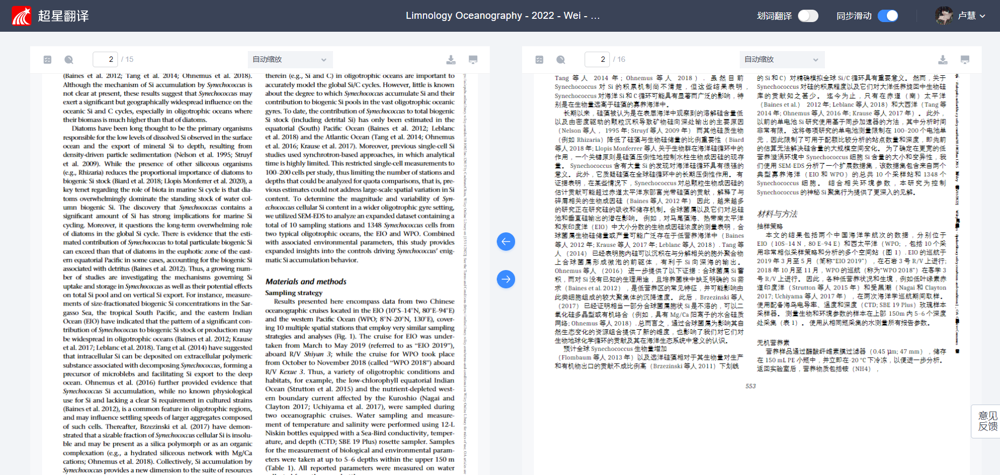 超星翻译
Limnology Oceanography - 2022 - Wei - …
划词翻译
同步滑动
卢慧
2 / 15
自动缩放
(Baines et al. 2012; Tang et al. 2014; Ohnemus et al. 2018).
Although the mechanism of Si accumulation by Synechococcus is
not clear at present, these results suggest that Synechococcus may
exert a significant but geographically widespread influence on the
oceanic Si and C cycles, especially in oligotrophic oceans where
their biomass is much higher than that of diatoms.
Diatoms have been long thought to be the primary organisms
responsible for the low levels of dissolved Si observed in the surface
ocean and the export of mineral Si to depth, resulting from
density-driven particle sedimentation (Nelson et al. 1995; Struyf
et al. 2009). While the presence of other siliceous organisms
(e.g., Rhizaria) reduces the proportional importance of diatoms to
biogenic Si stock (Biard et al. 2018; Llopis Monferrer et al. 2020), a
key tenet regarding the role of biota in marine Si cycle is that dia-
toms overwhelmingly dominate the standing stock of water col-
umn biogenic Si. The discovery that Synechococcus contains a
significant amount of Si has strong implications for marine Si
cycling. Moreover, it questions the long-term overwhelming role
of diatoms in the global Si cycle. There is evidence that the esti-
mated contribution of Synechococcus to total particulate biogenic Si
can exceed than that of diatoms in the euphotic zone of the east-
ern equatorial Pacific in some cases, accounting for the biogenic Si
associated with detritus (Baines et al. 2012). Thus, a growing num-
ber of studies are investigating the mechanisms governing Si
uptake and storage in Synechococcus as well as their potential effects
on total Si pool and on vertical Si export. For instance, measure-
ments of size-fractionated biogenic Si concentrations in the Sar-
gasso Sea, the tropical South Pacific, and the eastern Indian
Ocean (EIO) have indicated that the pattern of a significant con-
tribution of Synechococcus to biogenic Si stock or production may
be widespread in oligotrophic oceans (Baines et al. 2012; Krause
et al. 2017; Leblanc et al. 2018). Tang et al. (2014) have suggested
that intracellular Si can be deposited on extracellular polymeric
substance associated with decomposing Synechococcus, forming a
precursor of microblebs and facilitating Si export to the deep
ocean. Ohnemus et al. (2016) further provided evidence that
Synechococcus Si accumulation, while no known physiological
use for Si and lacking a clear Si requirement in cultured strains
(Baines et al. 2012), is a common feature in oligotrophic regions,
and may influence settling speeds of larger aggregates composed
of such cells. Thereafter, Brzezinski et al. (2017) have demon-
strated that a sizable fraction of Synechococcus cellular Si is insolu-
ble and may be present as a silica polymorph or as an organic
complexation (e.g., a hydrated siliceous network with Mg/Ca
cations; Ohnemus et al. 2018). Collectively, Si accumulation by
Synechococcus provides a new dimension to the suite of resources
therein (e.g., Si and C) in oligotrophic oceans are important to
accurately model the global Si/C cycles. However, little is known
about the degree to which Synechococcus accumulate Si and their
contribution to biogenic Si pools in the vast oligotrophic oceanic
gyres. To date, the contribution of Synechococcus to total biogenic
Si stock (including detrital Si) has only been estimated in the
equatorial (South) Pacific Ocean (Baines et al. 2012; Leblanc
et al. 2018) and the Atlantic Ocean (Tang et al. 2014; Ohnemus
et al. 2016; Krause et al. 2017). Moreover, previous single-cell Si
studies used synchrotron-based approaches, in which analytical
time is highly limited. This restricted single-cell measurements to
100–200 cells per study, thus limiting the number of stations and
depths that could be analyzed for quota comparisons, that is, pre-
vious estimates could not address large-scale spatial variation in Si
content. To determine the magnitude and variability of Syn-
echococcus cellular Si content in a wider oligotrophic gyre setting,
we utilized SEM-EDS to analyze an expanded dataset containing a
total of 10 sampling stations and 1348 Synechococcus cells from
two typical oligotrophic oceans, the EIO and WPO. Combined
with associated environmental parameters, this study provides
expanded insights into the controls driving Synechococcus' enig-
matic Si accumulation behavior.
Materials and methods
Sampling strategy
Results presented here encompass data from two Chinese
oceanographic cruises located in the EIO (10°S–14°N, 80°E–94°E)
and the western Pacific Ocean (WPO; 8°N–20°N, 130°E), cover-
ing 10 multiple spatial stations that employ very similar sampling
strategies and analyses (Fig. 1). The cruise for EIO was under-
taken from March to May 2019 (referred to as “EIO 2019”),
aboard R/V Shiyan 3; while the cruise for WPO took place
from October to November 2018 (called “WPO 2018”) aboard
R/V Kexue 3. Thus, a variety of oligotrophic conditions and
habitats, for example, the low-chlorophyll equatorial Indian
Ocean (Strutton et al. 2015) and the nutrient-depleted west-
ern boundary current affected by the Kuroshio (Nagai and
Clayton 2017; Uchiyama et al. 2017), were sampled during
two oceanographic cruises. Water sampling and measure-
ment of temperature and salinity were performed using 12-L
Niskin bottles equipped with a Sea-Bird conductivity, temper-
ature, and depth (CTD; SBE 19 Plus) rosette sampler. Samples
for the measurement of biological and environmental param-
eters were taken at up to 5–6 depths within the upper 150 m
(Table 1). All reported parameters were measured on water
2 / 16
自动缩放
Tang 等人 2014 年; Ohnemus 等人 2018）. 虽然目前
Synechococcus 对 Si 的积累机制尚不清楚，但这些结果表明，
Synechococcus 对海洋 Si 和 C 循环可能具有显著而广泛的影响，特
别是在生物量远高于硅藻的寡养海洋中。
长期以来，硅藻被认为是在表层海洋中观察到的溶解硅含量低
以及由密度驱动的颗粒沉积导致矿物硅向深处输出的主要原因
（Nelson 等人， 1995 年; Struyf 等人 2009 年） 而其他硅质生物
（例如 Rhizaria）降低了硅藻与生物硅储量的比例重要性（Biard
等人 2018 年; Llopis Monferrer 等人 关于生物群在海洋硅循环中的
作用，一个关键原则是硅藻压倒性地控制水柱生物成因硅的现存
量。 Synechococcus 含有大量 Si 的发现对海洋硅循环具有很强的
意义。 此外，它质疑硅藻在全球硅循环中的长期压倒性作用。 有
证据表明，在某些情况下，Synechococcus 对总颗粒生物成因硅的
估计贡献可能超过赤道太平洋东部富光带硅藻的贡献，解释了与
碎屑相关的生物成因硅（Baines 等人 2012 年） 因此，越来越多
的研究正在研究硅的吸收和储存机制。合球菌属以及它们对总硅
池和垂直硅输出的潜在影响。 例如，对马尾藻海、热带南太平洋
和东印度洋（EIO）中大小分数的生物成因硅浓度的测量表明，合
球菌属生物硅储量或产量可能广泛存在于低营养海洋中（Baines
等人 2012 年; Krause 等人 2017 年; Leblanc 等人 2018）. Tang 等
人 （2014） 已经表明胞内硅可以沉积在与分解相关的胞外聚合物
上合球菌属形成微泡的前驱体，有利于 Si 向深海的输出。
Ohnemus 等人 （2016） 进一步提供了以下证据：合球菌属 Si 蓄
积，而对 Si 没有已知的生理用途，且培养菌株中缺乏明确的 Si 需
求（Baines et al. 2012），是低营养区的常见特征，并可能影响由
此类细胞组成的较大聚集体的沉降速度。 此后，Brzezinski 等人
（2017） 已经证明相当一部分合球菌属胞状 Si 是不溶的，可以二
氧化硅多晶型或有机络合（例如，具有 Mg/Ca 阳离子的水合硅质
网络; Ohnemus 等人 2018）. 总而言之，通过合球菌属为影响其自
然生态变化的资源组合提供了新的维度，也影响了我们对它们对
生物地球化学循环的贡献及其在海洋生态系统中意义的认识。
预计全球 Synechococcus 生物量增加
（Flombaum 等人 2013 年）以及远洋硅藻相对于其生物量对生产
和有机物出口的贡献不成比例高（Brzezinski 等人 2011）下划线
的 Si 和 C）对精确模拟全球 Si/C 循环具有重要意义。 然而，关于
Synechococcus 对硅的积累程度以及它们对大洋低养旋回中生物硅
库的贡献知之甚少。 迄今为止，只有在赤道（南）太平洋
（Baines et al.） 2012 年; Leblanc 等人 2018）和大西洋（Tang 等
2014 年; Ohnemus 等人 2016 年; Krause 等人 2017 年）。 此外，
以前的单电池 Si 研究使用基于同步加速器的方法，其中分析时间
非常有限。 这将每项研究的单电池测量限制在 100–200 个电池单
元，因此限制了可用于配额比较分析的站点数量和深度，即先前
的估算无法解决硅含量的大规模空间变化。 为了确定在更宽的低
营养漩涡环境中 Synechococcus 细胞 Si 含量的大小和变异性，我
们使用 SEM-EDS 分析了一个扩展数据集，该数据集包含来自两个
典型寡养海洋（EIO 和 WPO）的总共 10 个采样站和 1348 个
Synechococcus 细胞。 结合相关环境参数，本研究为控制
Synechococcus 的神秘 Si 聚集行为提供了更深入的见解。
材料与方法
抽样策略
本文的结果包括两个中国海洋学航次的数据，分别位于
EIO（10S–14 N，80 E–94 E）和西太平洋（WPO; ，包括 10 个采
用非常相似采样策略和分析的多个空间站（图 1）. EIO 的巡航于
2019 年 3 月至 5 月（简称“EIO 2019”），在石岩 3 号 R/V 上进行;
2018 年 10 月至 11 月，WPO 的巡航（称为“WPO 2018”）在客学 3
号 R/V 上进行。 因此，各种低营养状况和生境，例如低叶绿素赤
道印度洋（Strutton 等人 2015 年）和受黑潮（Nagai 和 Clayton
2017; Uchiyama 等人 2017 年），在两次海洋学巡航期间取样。
使用配备海鸟电导率、温度和深度（CTD; SBE 19 Plus）玫瑰样本
采样器。 测量生物和环境参数的样本在上部 150m 内 5–6 个深度
处采集（表 1）。 使用从相同瓶采集的水测量所有报告参数。
无机营养素
营养样品通过醋酸纤维素膜过滤器（0.45 μm; 47 mm），储存
在 150 mL PE 小瓶中，并立即在-20 °C 下冷冻，以便进一步分析。
返回实验室后，营养物质包括铵（NH4），
553
意见
反馈